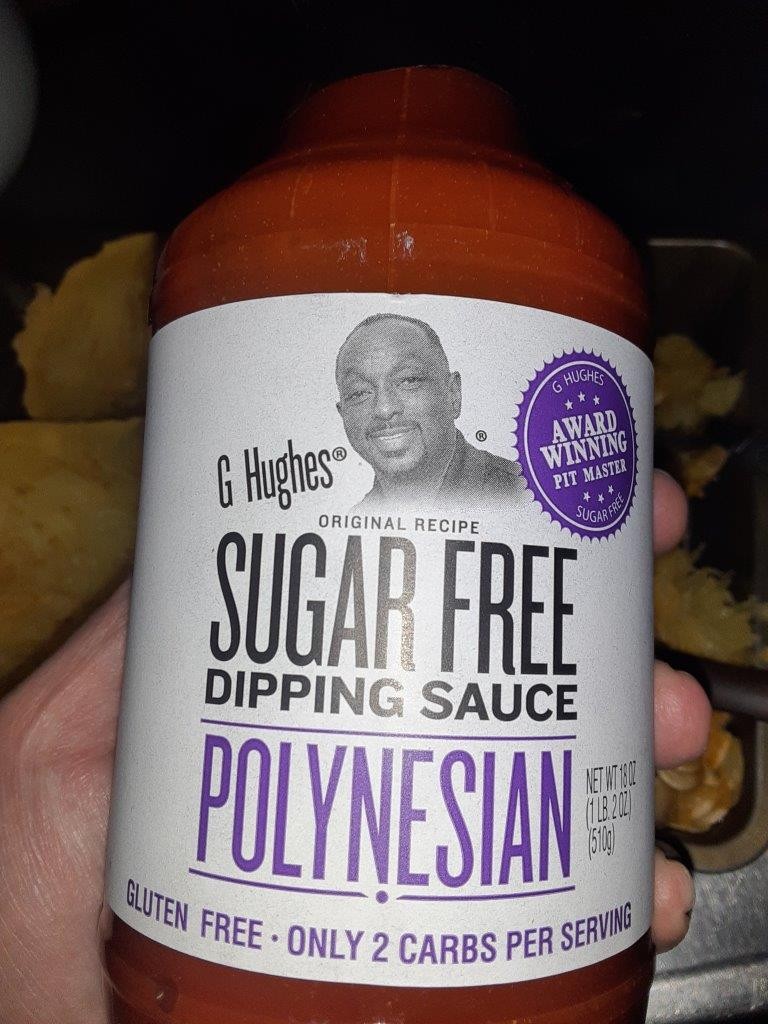 G HUGHES
AWARD
WINNING
PIT MASTER
SUGAR FREE
G Hughes®
®
ORIGINAL RECIPE
SUGAR FREE
DIPPING SAUCE
POLYNESIAN
NET WT 18 OZ
(1 LB. 2 OZ.)
(510g)
GLUTEN FREE · ONLY 2 CARBS PER SERVING